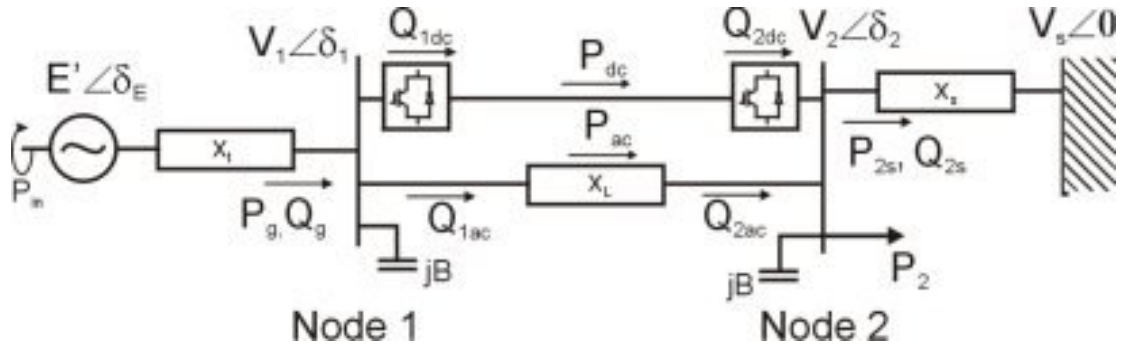 Q₁dc
Q₂dc
V₁∠δ₁
V₂∠δ₂
Vₛ∠0
E'∠δE
Pdc
xₛ
Pac
xₜ
Pin
xL
P₂ₛ, Q₂ₛ
Pg, Qg
Q₁ac
Q₂ac
jB
jB
P₂
Node 1
Node 2